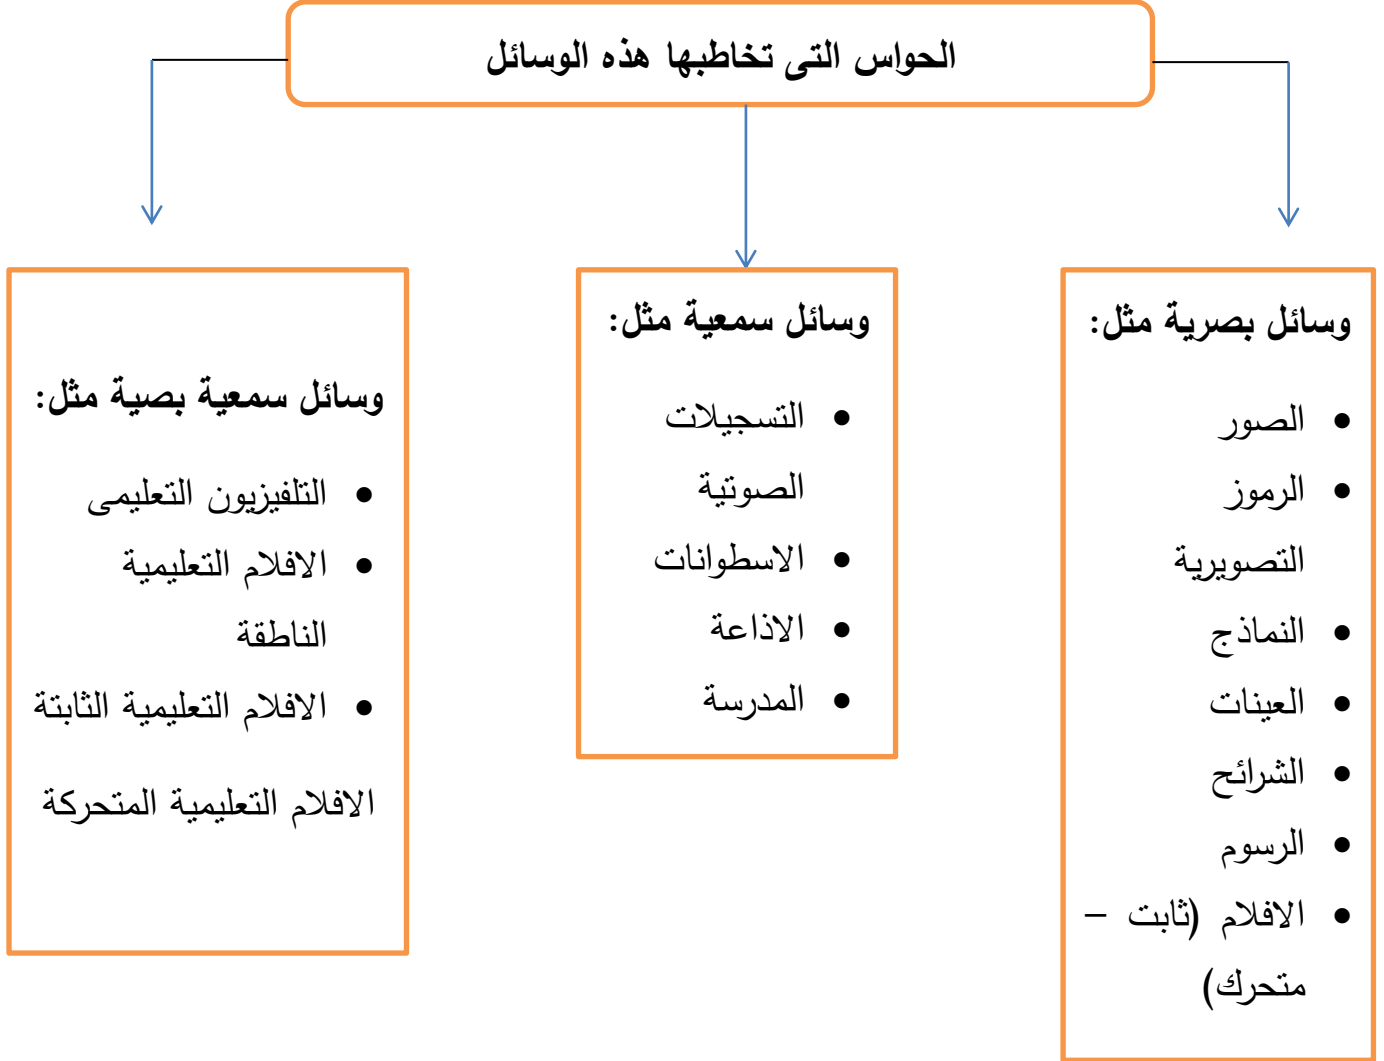 الحواس التى تخاطبها هذه الوسائل
وسائل بصرية مثل:
• الصور
• الرموز
التصويرية
• النماذج
• العينات
• الشرائح
• الرسوم
• الافلام (ثابت –
متحرك)
وسائل سمعية مثل:
• التسجيلات
الصوتية
• الاسطوانات
• الاذاعة
• المدرسة
وسائل سمعية بصية مثل:
• التلفيزيون التعليمى
• الافلام التعليمية
الناطقة
• الافلام التعليمية الثابتة
الافلام التعليمية المتحركة